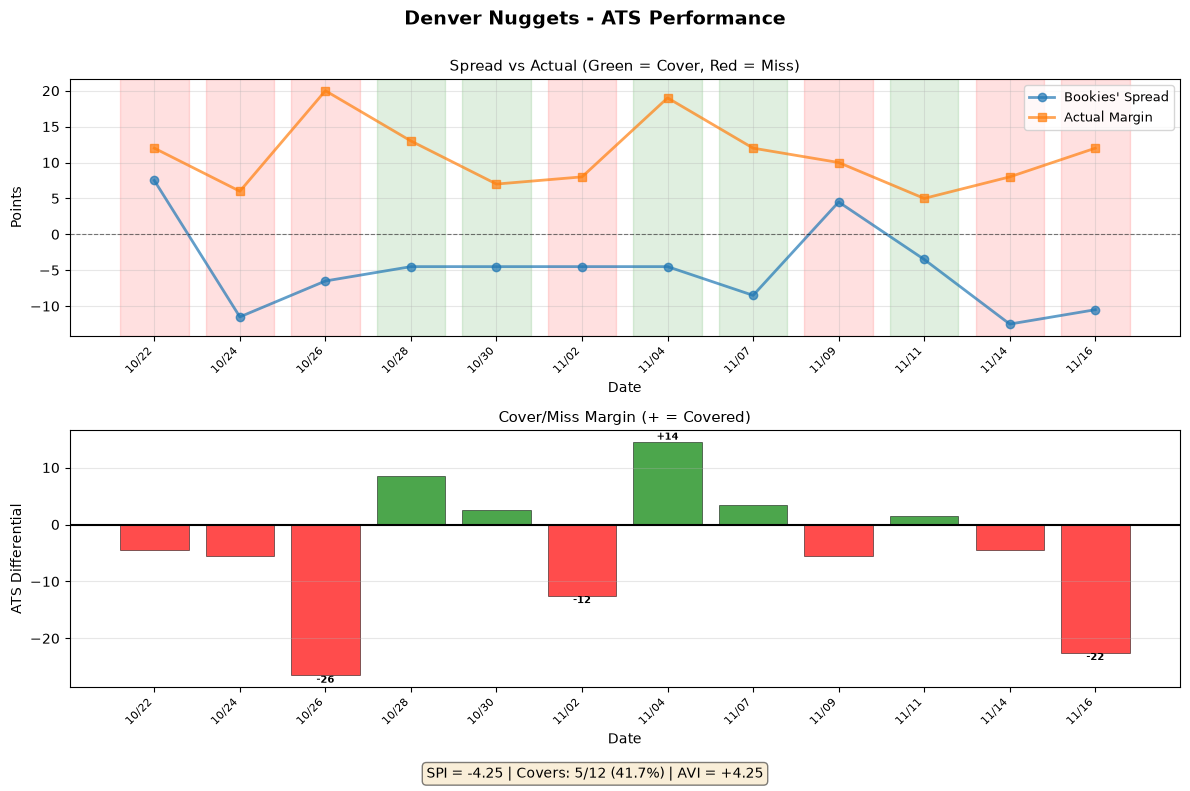 Denver Nuggets - ATS Performance
Spread vs Actual (Green = Cover, Red = Miss)
Bookies' Spread
Actual Margin
20
15
10
5
0
−5
−10
Points
10/22 10/24 10/26 10/28 10/30 11/02 11/04 11/07 11/09 11/11 11/14 11/16
Date
Cover/Miss Margin (+ = Covered)
+14
-12
-22
-26
10
0
−10
−20
ATS Differential
10/22 10/24 10/26 10/28 10/30 11/02 11/04 11/07 11/09 11/11 11/14 11/16
Date
SPI = -4.25 | Covers: 5/12 (41.7%) | AVI = +4.25